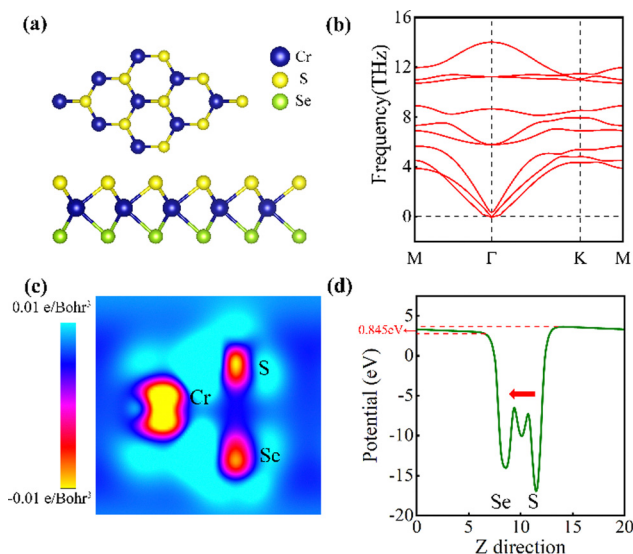 (a)
Cr
S
Se
(b)
Frequency(THz)
16
12
8
4
0
M
Γ
K
M
(c)
0.01 e/Bohr³
-0.01 e/Bohr³
Cr
S
Se
(d)
Potential (eV)
5
0
-5
-10
-15
-20
0.845eV
Se
S
0
5
10
15
20
Z direction